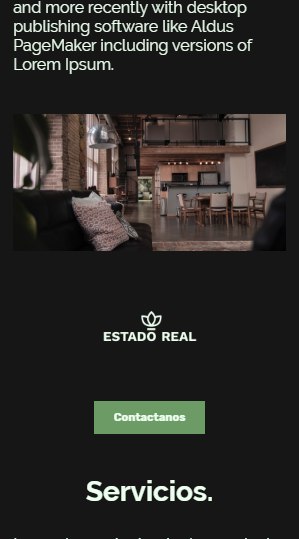 and more recently with desktop
publishing software like Aldus
PageMaker including versions of
Lorem Ipsum.
ESTADO REAL
Contactanos
Servicios.